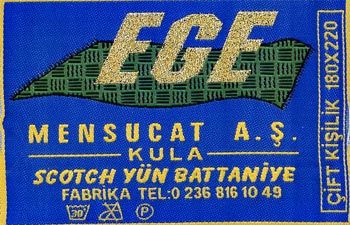 EGE
MENSUCAT A.Ş.
KULA
SCOTCH YÜN BATTANİYE
FABRİKA TEL:0 236 816 10 49
30 P
ÇİFT KİŞİLİK 180X220